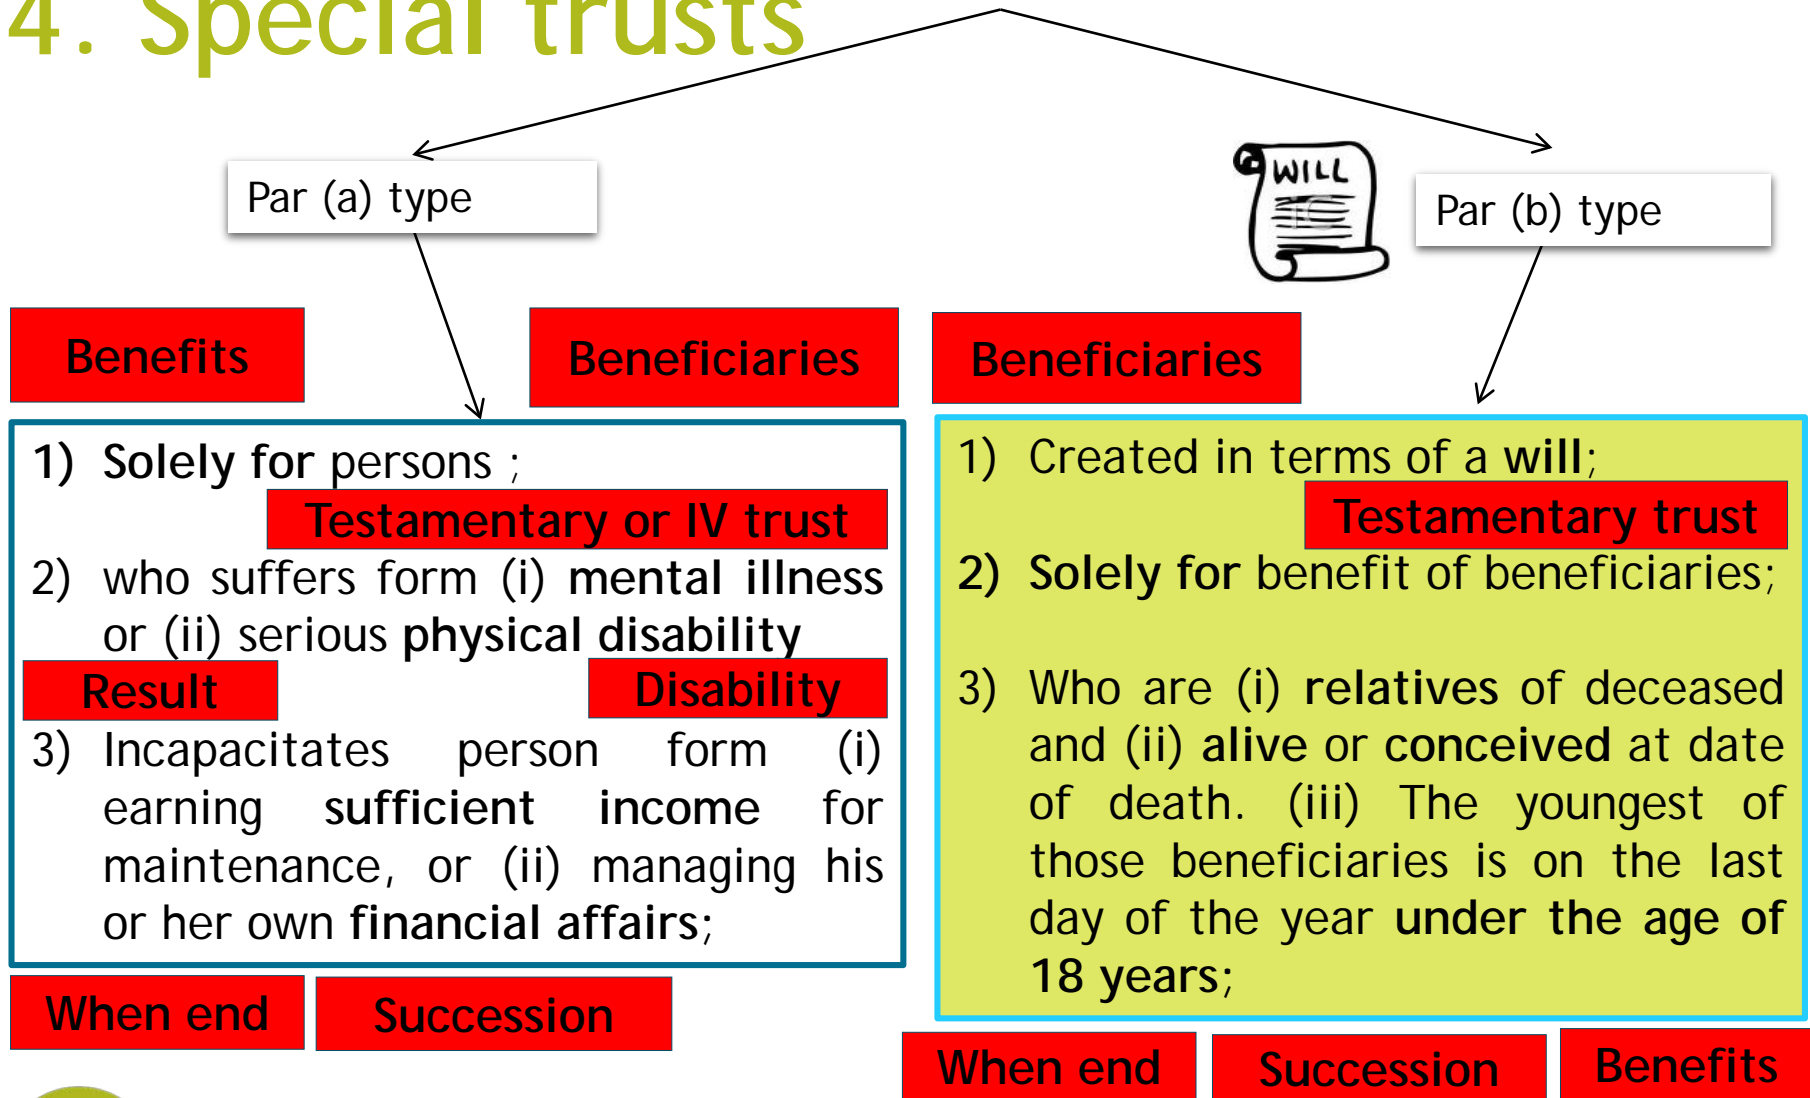 4. Special trusts
Par (a) type
WILL
Par (b) type
Benefits
Beneficiaries
Beneficiaries
1) Solely for persons ;
Testamentary or IV trust
2) who suffers form (i) mental illness
or (ii) serious physical disability
Result
Disability
3) Incapacitates person form (i)
earning sufficient income for
maintenance, or (ii) managing his
or her own financial affairs;
When end
Succession
1) Created in terms of a will;
Testamentary trust
2) Solely for benefit of beneficiaries;
3) Who are (i) relatives of deceased
and (ii) alive or conceived at date
of death. (iii) The youngest of
those beneficiaries is on the last
day of the year under the age of
18 years;
When end
Succession
Benefits